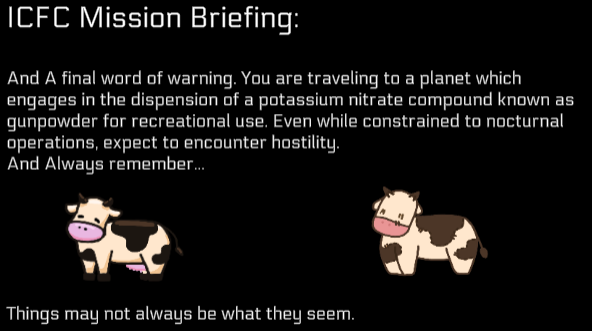 ICFC Mission Briefing:
And A final word of warning. You are traveling to a planet which
engages in the dispension of a potassium nitrate compound known as
gunpowder for recreational use. Even while constrained to nocturnal
operations, expect to encounter hostility.
And Always remember...
Things may not always be what they seem.